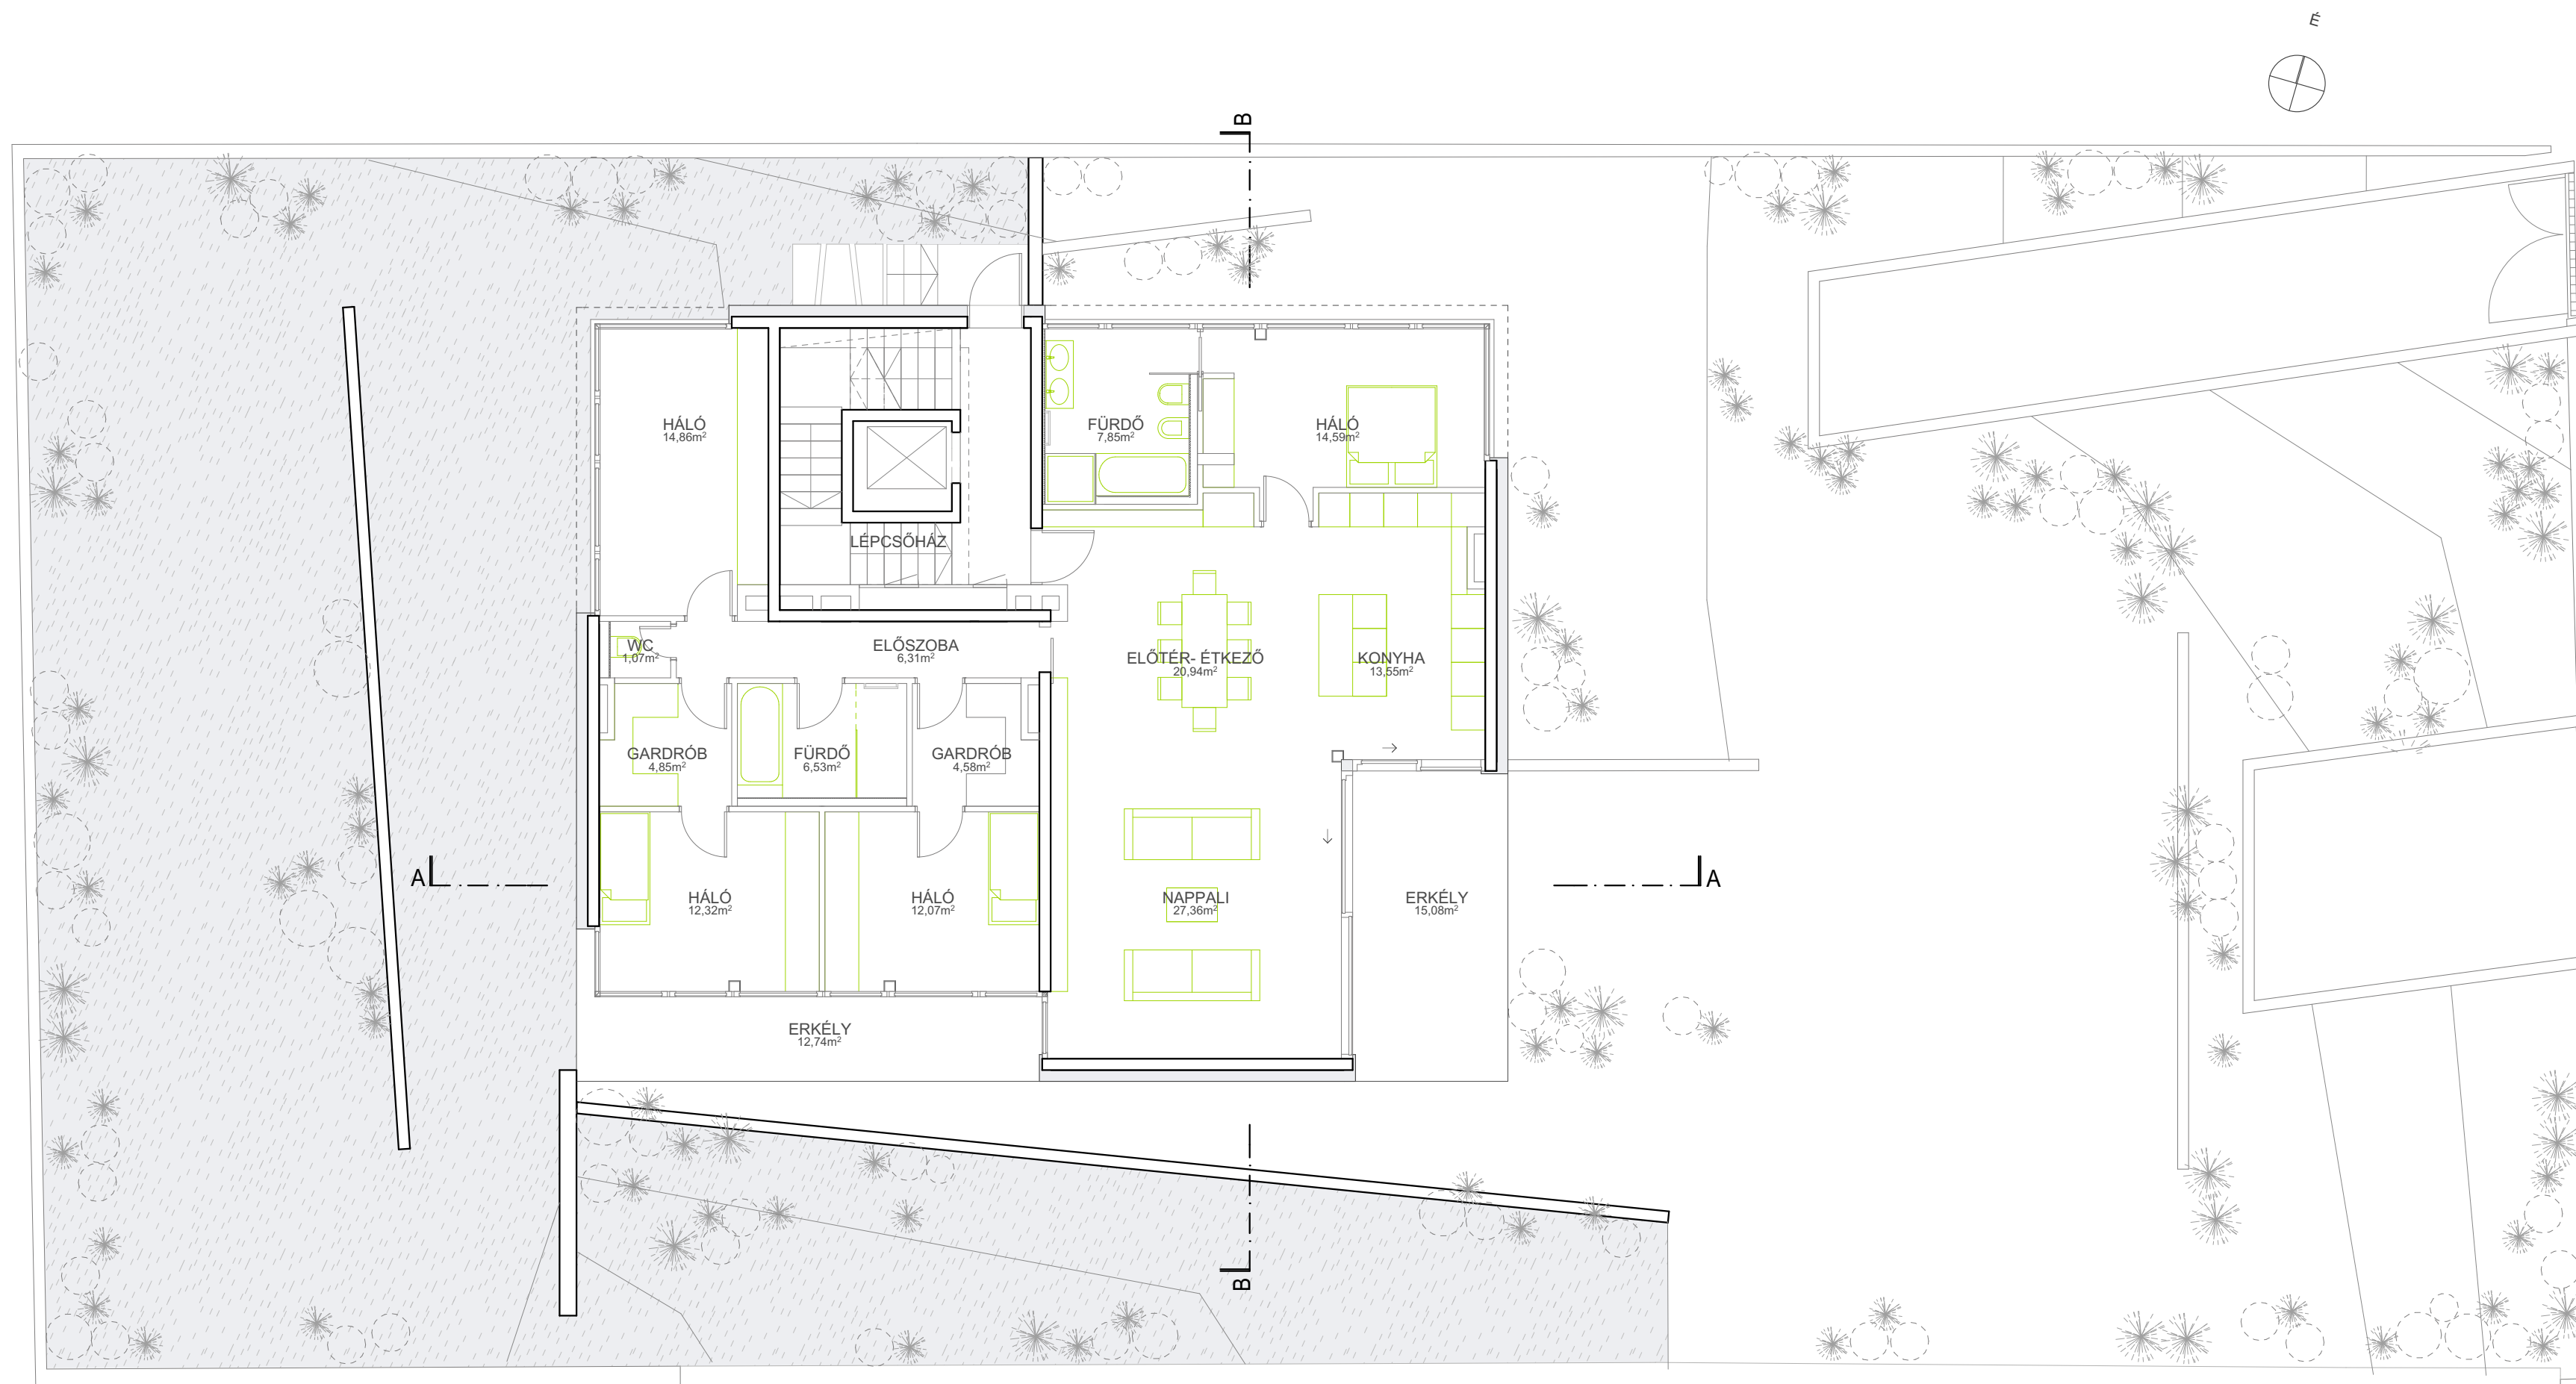 É
B
HÁLÓ
14,86m²
FÜRDŐ
7,85m²
HÁLÓ
14,59m²
LÉPCSŐHÁZ
WC
1,07m²
ELŐSZOBA
6,31m²
ELŐTÉR- ÉTKEZŐ
20,94m²
KONYHA
13,55m²
GARDRÓB
4,85m²
FÜRDŐ
6,53m²
GARDRÓB
4,58m²
A
A
HÁLÓ
12,32m²
HÁLÓ
12,07m²
NAPPALI
27,36m²
ERKÉLY
15,08m²
ERKÉLY
12,74m²
B